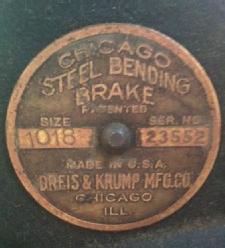 CHICAGO
STEEL BENDING
BRAKE
PATENTED
SIZE SER. NO.
1018 23552
MADE IN U.S.A.
DREIS & KRUMP MFG. CO.
CHICAGO
ILL.